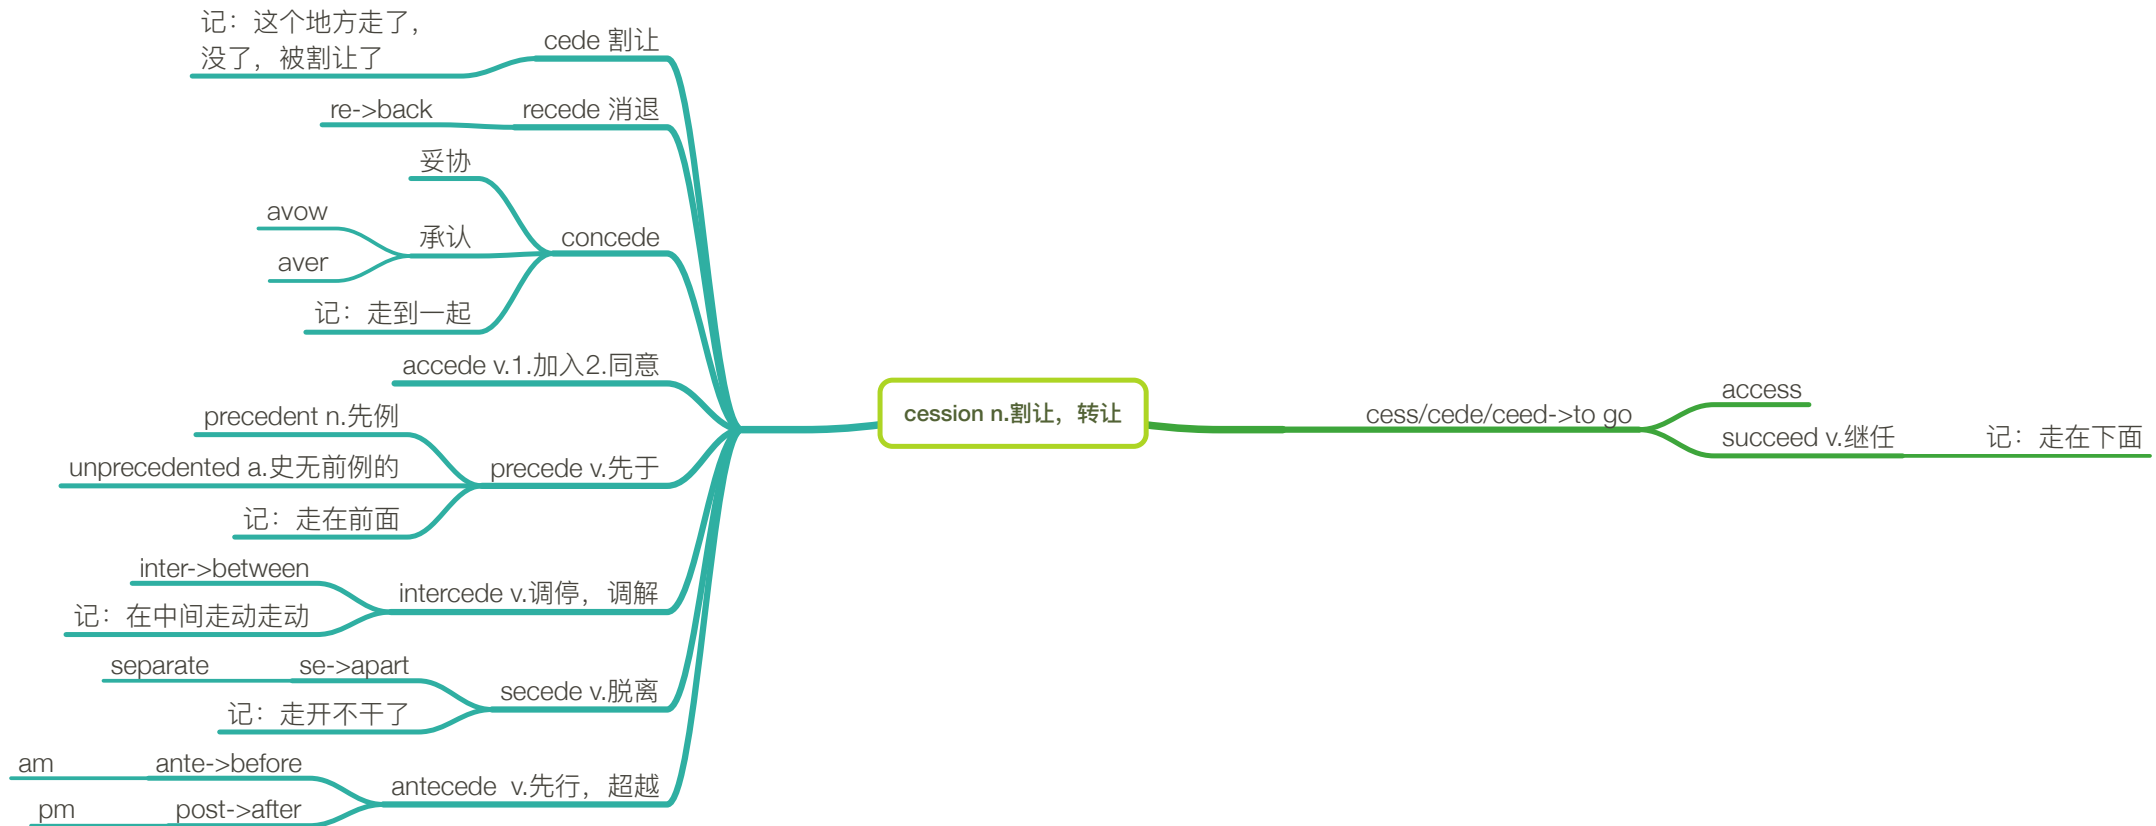 记：这个地方走了，
没了，被割让了
cede 割让
re->back
recede 消退
妥协
avow
aver
承认
记：走到一起
concede
accede v.1.加入2.同意
precedent n.先例
unprecedented a.史无前例的
记：走在前面
precede v.先于
inter->between
记：在中间走动走动
intercede v.调停，调解
separate
se->apart
记：走开不干了
secede v.脱离
am
ante->before
pm
post->after
antecede  v.先行，超越
cession n.割让，转让
cess/cede/ceed->to go
access
succeed v.继任
记：走在下面